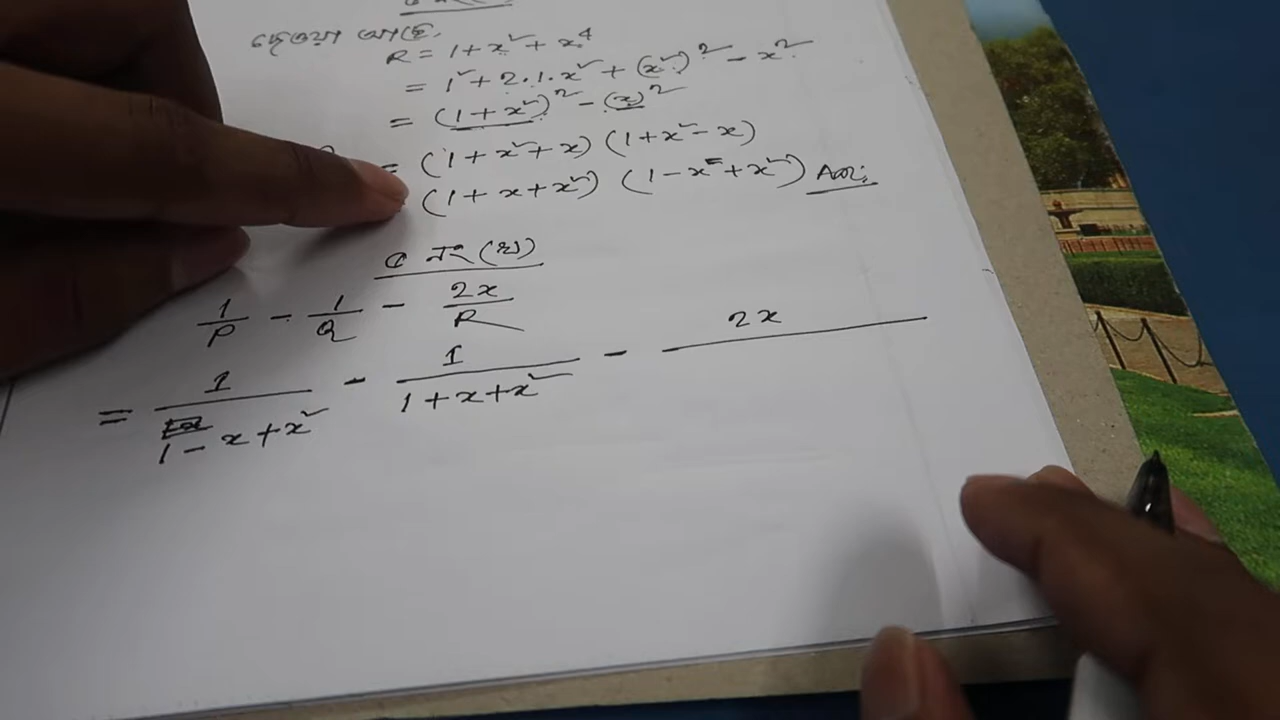 দেওয়া আছে,
R = 1 + x² + x⁴
= 1² + 2.1.x² + (x²)² - x²
= (1 + x²)² - (x)²
= (1 + x² + x) (1 + x² - x)
(1 + x + x²) (1 - x + x²) Ans:
৫ নং (খ)
1/P - 1/Q - 2x/R
= 1/(1 - x + x²) - 1/(1 + x + x²) - 2x/